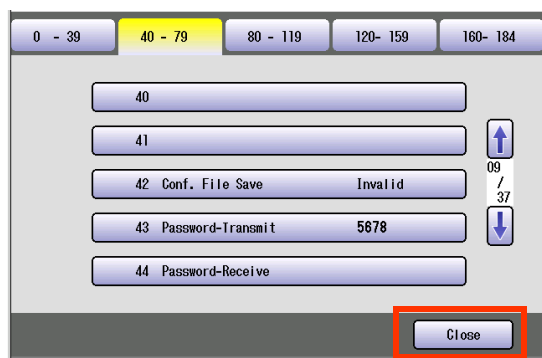 0 - 39 40 - 79 80 - 119 120- 159 160- 184
40
41
42 Conf. File Save Invalid
43 Password-Transmit 5678
44 Password-Receive
09
/
37
Close